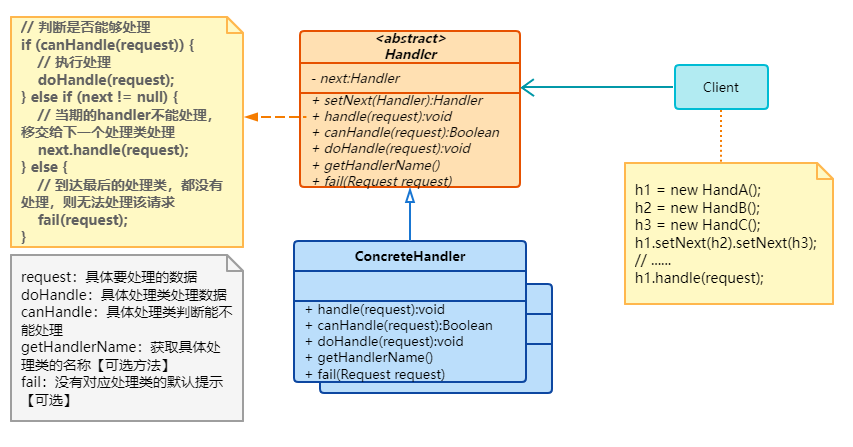 // 判断是否能够处理
if (canHandle(request)) {
// 执行处理
doHandle(request);
} else if (next != null) {
// 当期的handler不能处理，
移交给下一个处理类处理
next.handle(request);
} else {
// 到达最后的处理类，都没有
处理，则无法处理该请求
fail(request);
}
<abstract>
Handler
- next:Handler
+ setNext(Handler):Handler
+ handle(request):void
+ canHandle(request):Boolean
+ doHandle(request):void
+ getHandlerName()
+ fail(Request request)
Client
h1 = new HandA();
h2 = new HandB();
h3 = new HandC();
h1.setNext(h2).setNext(h3);
// ......
h1.handle(request);
request：具体要处理的数据
doHandle：具体处理类处理数据
canHandle：具体处理类判断能不
能处理
getHandlerName：获取具体处
理类的名称【可选方法】
fail：没有对应处理类的默认提示
【可选】
ConcreteHandler
+ handle(request):void
+ canHandle(request):Boolean
+ doHandle(request):void
+ getHandlerName()
+ fail(Request request)